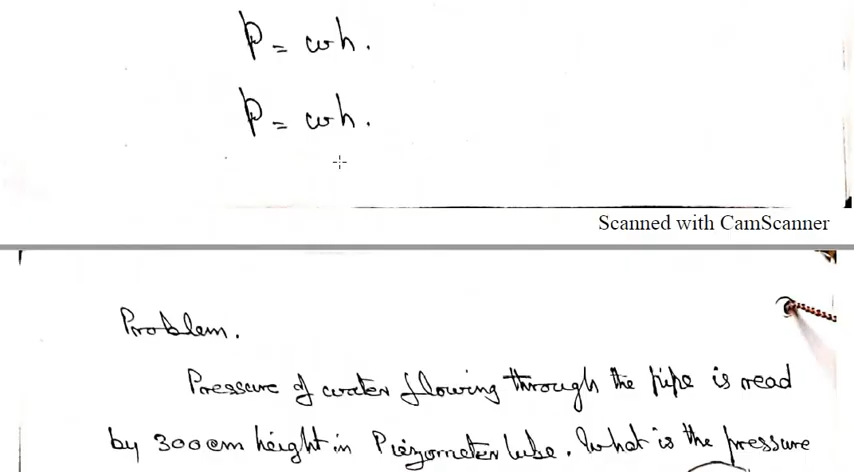 P = wh.
P = wh.
Scanned with CamScanner
Problem.
Pressure of water flowing through the pipe is read
by 300cm height in Piezometer tube. What is the pressure